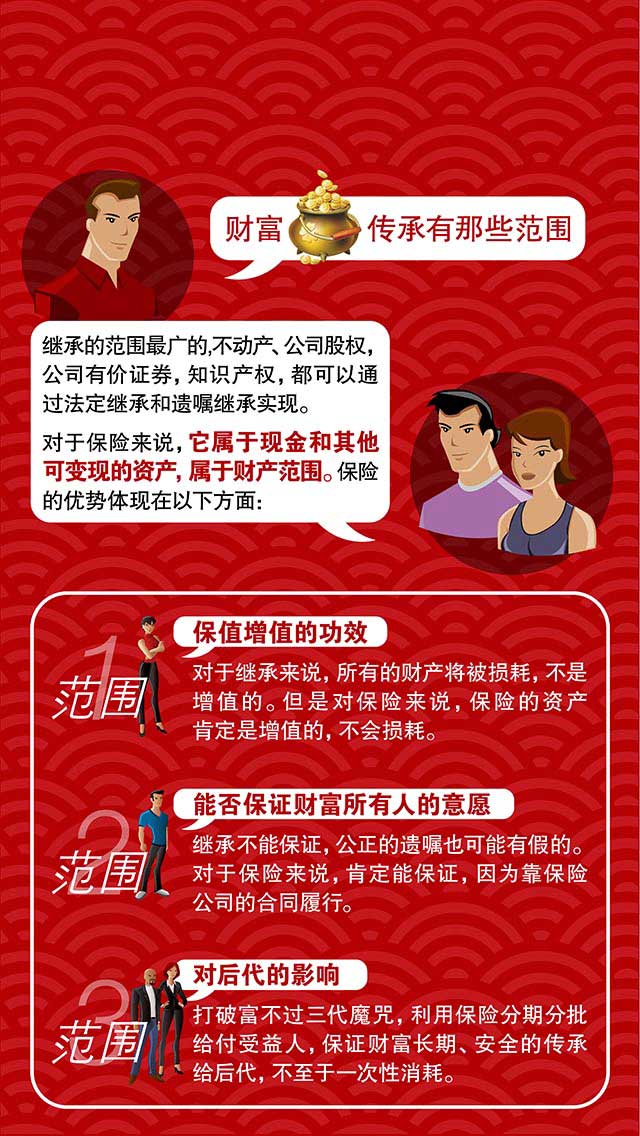 财富传承有那些范围
继承的范围最广的,不动产、公司股权，
公司有价证券，知识产权，都可以通
过法定继承和遗嘱继承实现。
对于保险来说，它属于现金和其他
可变现的资产，属于财产范围。保险
的优势体现在以下方面：
1
范围
保值增值的功效
对于继承来说，所有的财产将被损耗，不是
增值的。但是对保险来说，保险的资产
肯定是增值的，不会损耗。
2
范围
能否保证财富所有人的意愿
继承不能保证，公正的遗嘱也可能有假的。
对于保险来说，肯定能保证，因为靠保险
公司的合同履行。
3
范围
对后代的影响
打破富不过三代魔咒，利用保险分期分批
给付受益人，保证财富长期、安全的传承
给后代，不至于一次性消耗。